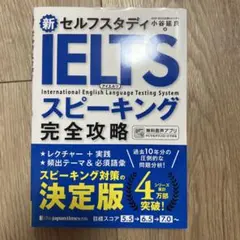 新セルフスタディ
小谷延良
IELTS
アイエルツ
International English Language Testing System
スピーキング
完全攻略
無料音声アプリ
★レクチャー + 実践
★頻出テーマ&必須語彙
過去10年分の
圧倒的な
問題分析!
スピーキング対策の
決定版
シリーズ
累計
4万部
突破!
the japan times 出版
目標スコア 5.5→6.5→7.0~